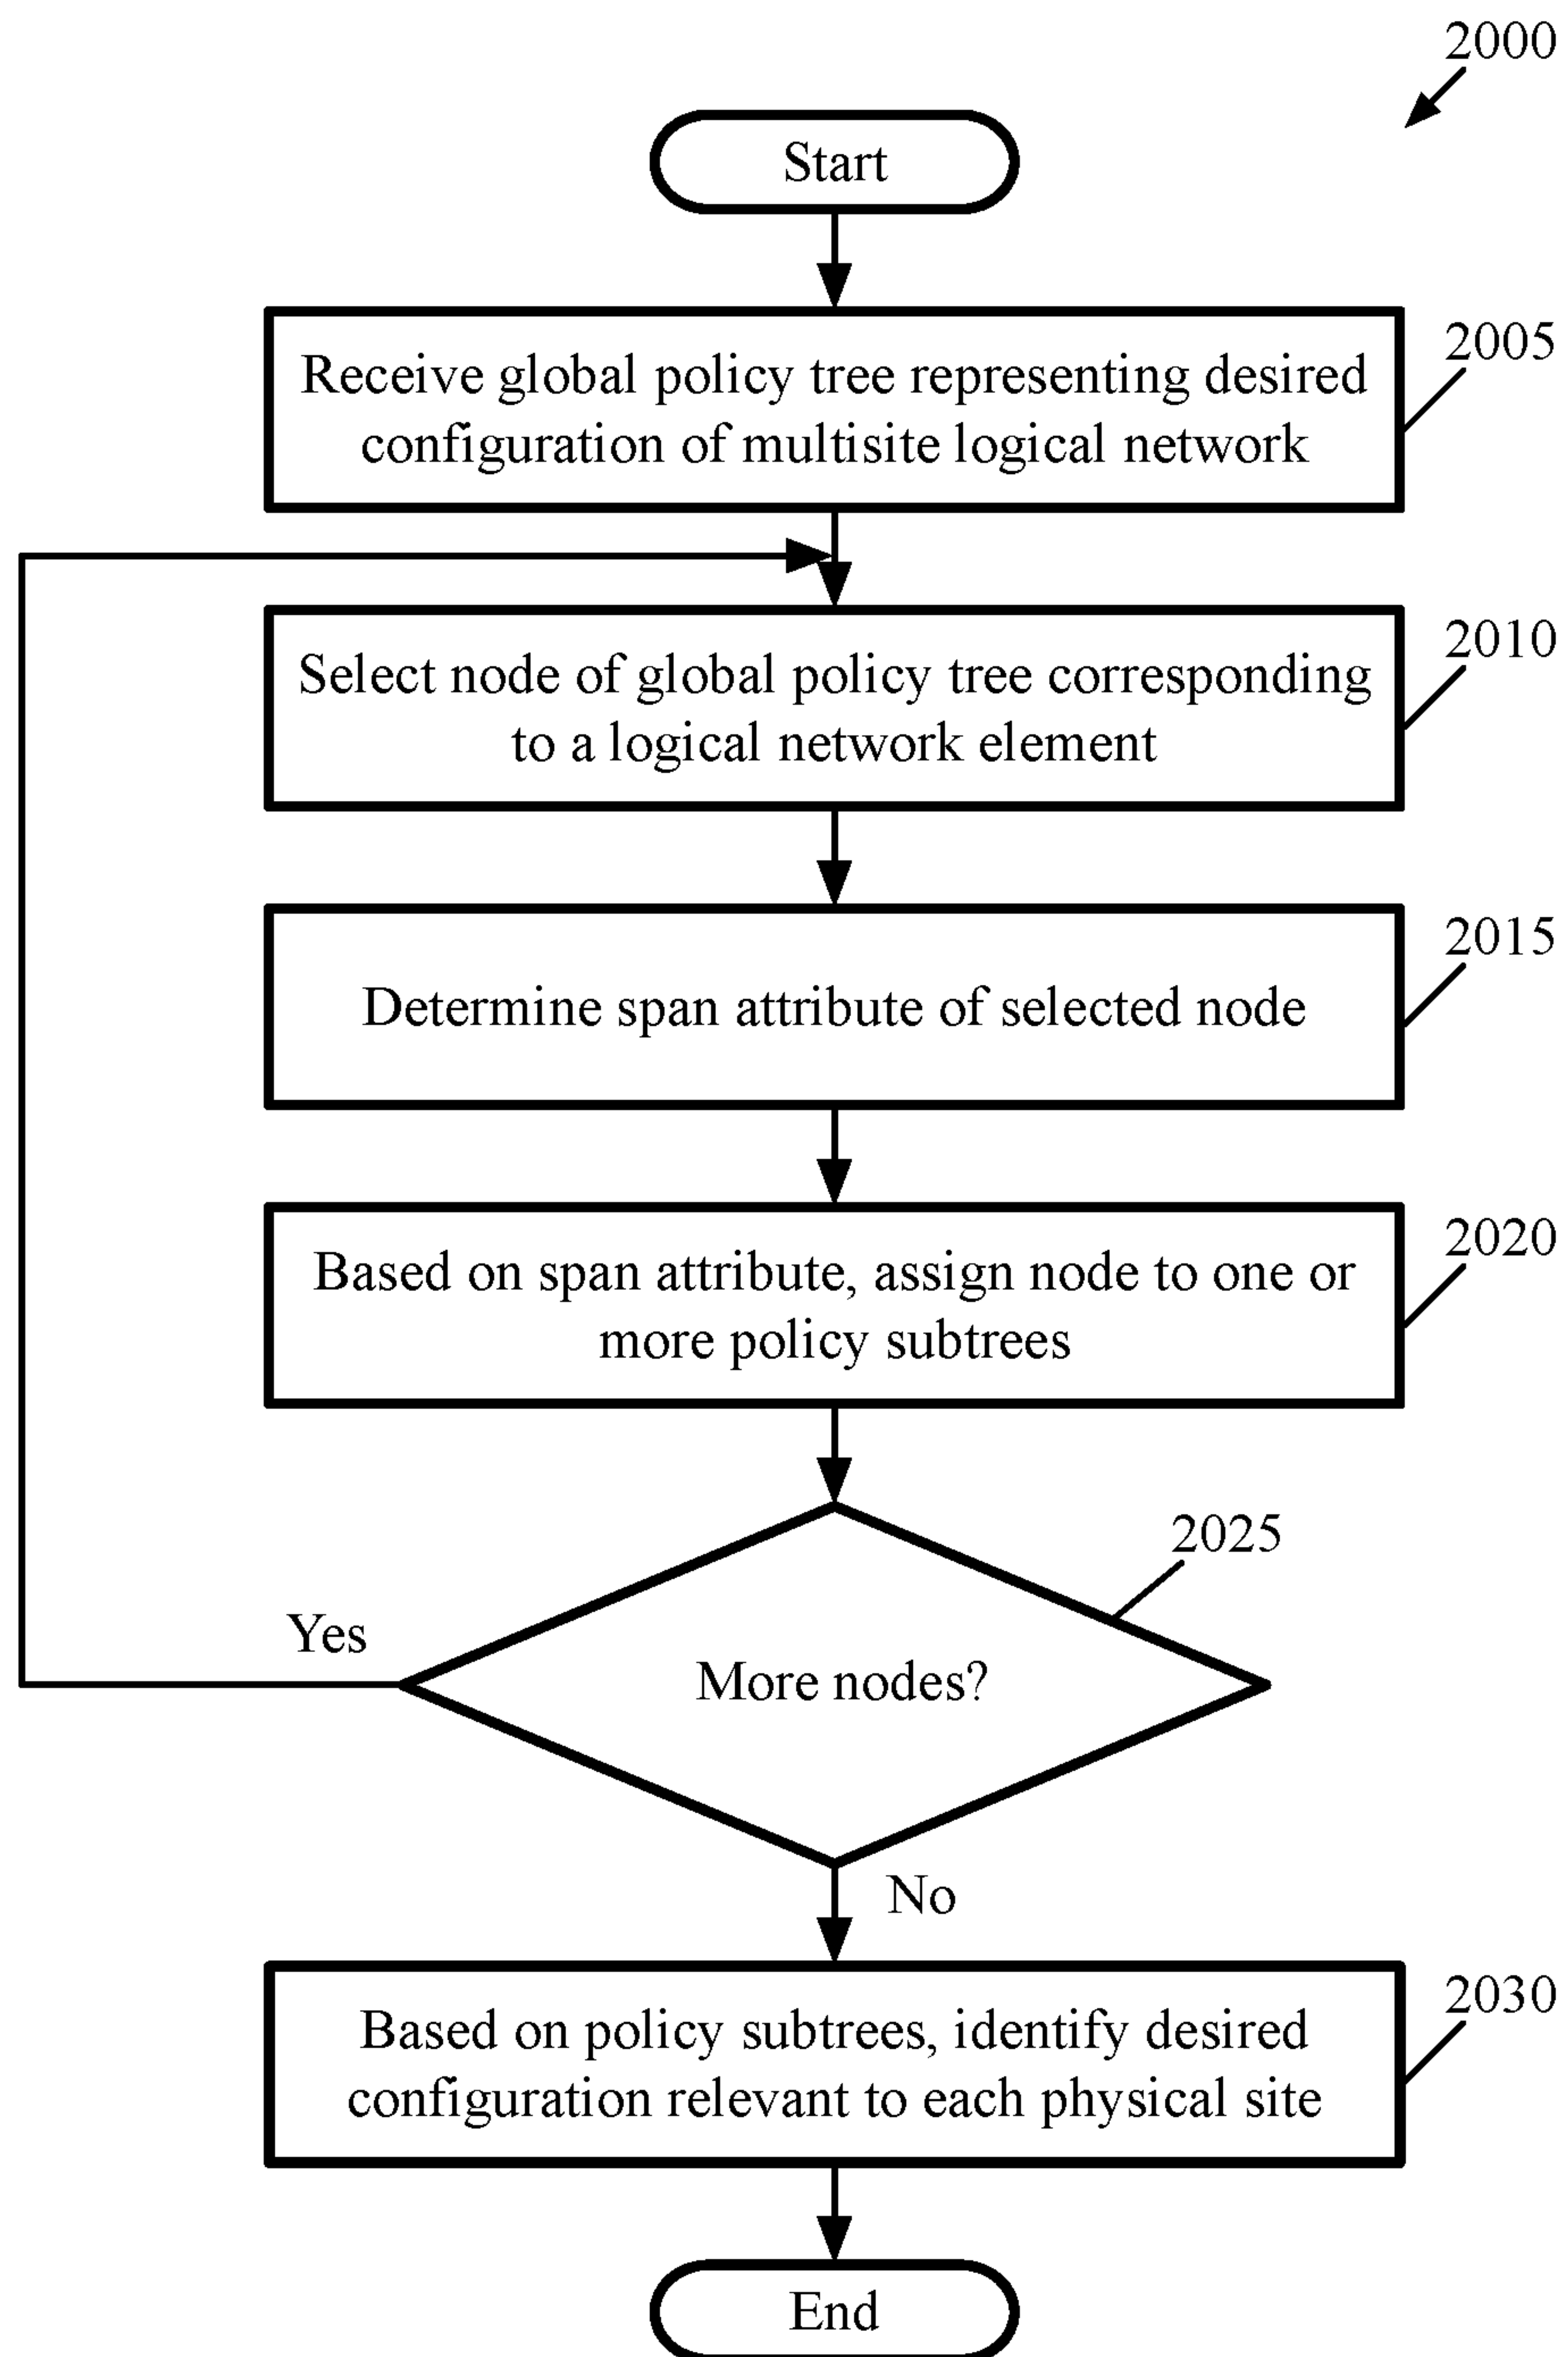 2000
Start
2005
Receive global policy tree representing desired
configuration of multisite logical network
2010
Select node of global policy tree corresponding
to a logical network element
2015
Determine span attribute of selected node
2020
Based on span attribute, assign node to one or
more policy subtrees
2025
Yes
More nodes?
No
2030
Based on policy subtrees, identify desired
configuration relevant to each physical site
End